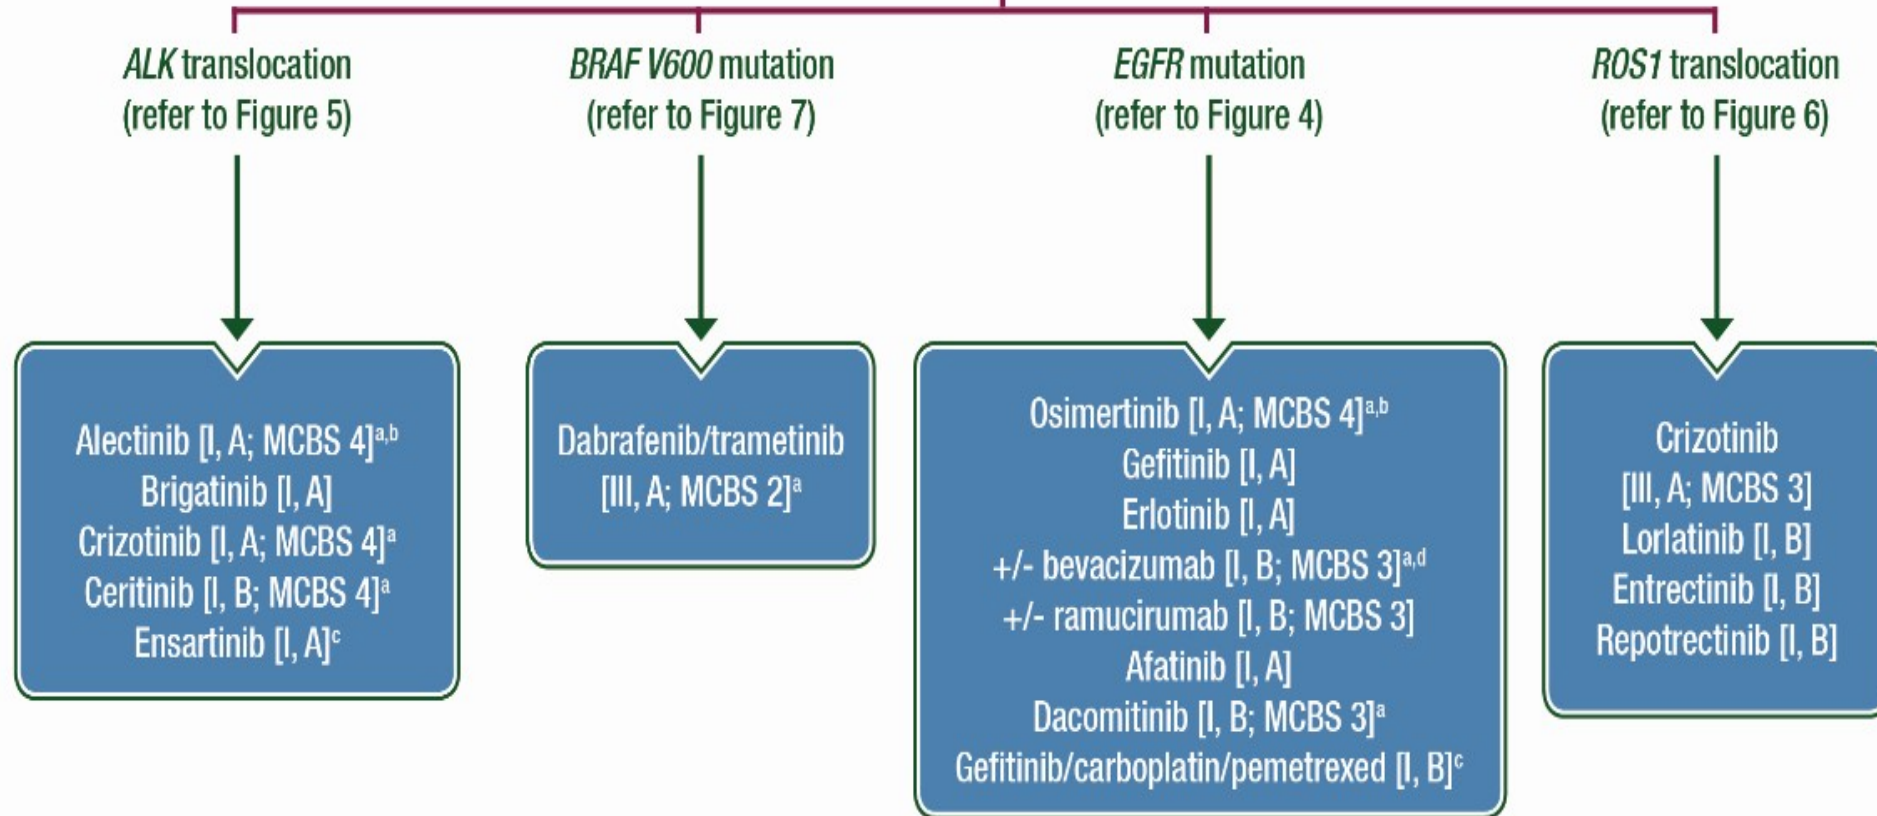 ALK translocation
(refer to Figure 5)
BRAF V600 mutation
(refer to Figure 7)
EGFR mutation
(refer to Figure 4)
ROS1 translocation
(refer to Figure 6)
Alectinib [I, A; MCBS 4]a,b
Brigatinib [I, A]
Crizotinib [I, A; MCBS 4]a
Ceritinib [I, B; MCBS 4]a
Ensartinib [I, A]c
Dabrafenib/trametinib
[III, A; MCBS 2]a
Osimertinib [I, A; MCBS 4]a,b
Gefitinib [I, A]
Erlotinib [I, A]
+/- bevacizumab [I, B; MCBS 3]a,d
+/- ramucirumab [I, B; MCBS 3]
Afatinib [I, A]
Dacomitinib [I, B; MCBS 3]a
Gefitinib/carboplatin/pemetrexed [I, B]c
Crizotinib
[III, A; MCBS 3]
Lorlatinib [I, B]
Entrectinib [I, B]
Repotrectinib [I, B]